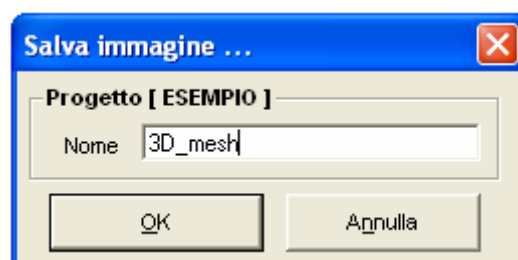 Salva immagine ...
Progetto [ ESEMPIO ]
Nome 3D_mesh
OK Annulla